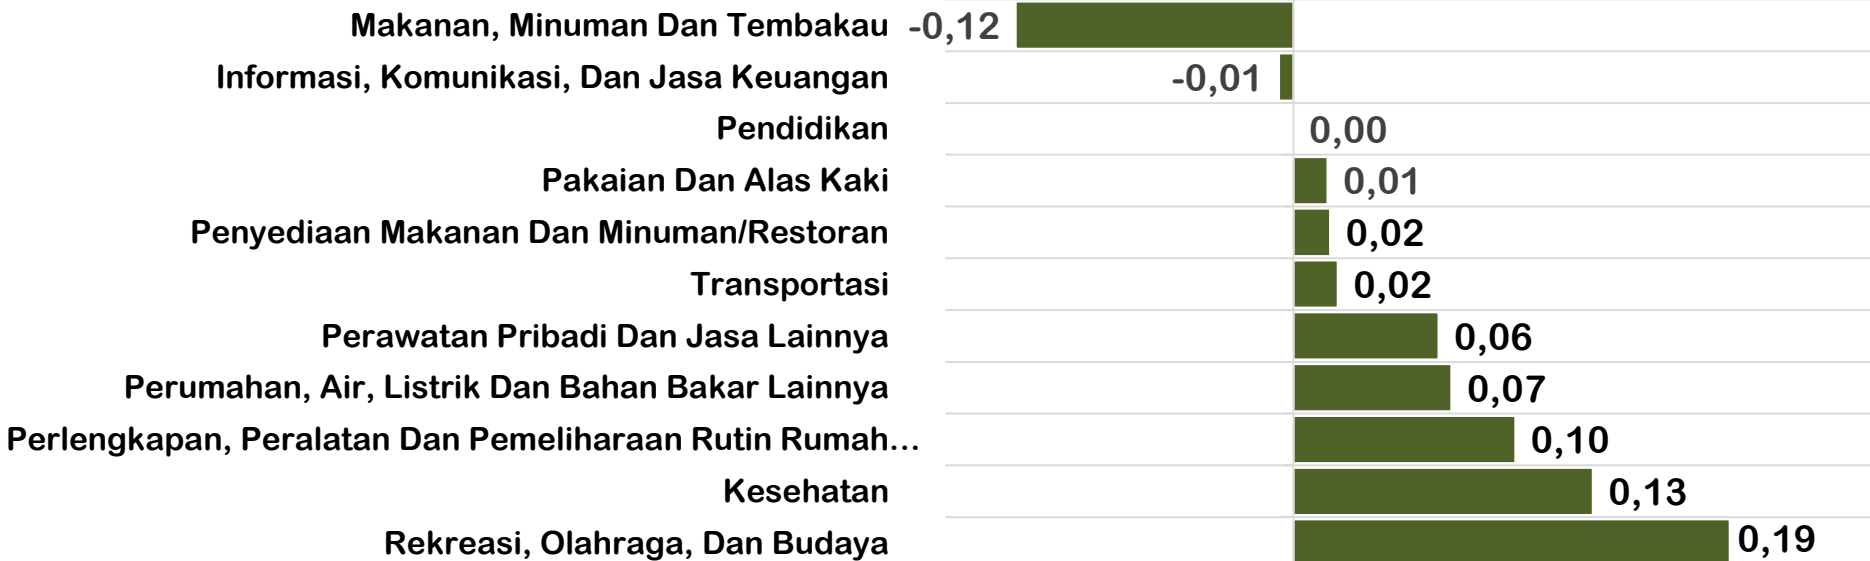 Makanan, Minuman Dan Tembakau -0,12
Informasi, Komunikasi, Dan Jasa Keuangan -0,01
Pendidikan 0,00
Pakaian Dan Alas Kaki 0,01
Penyediaan Makanan Dan Minuman/Restoran 0,02
Transportasi 0,02
Perawatan Pribadi Dan Jasa Lainnya 0,06
Perumahan, Air, Listrik Dan Bahan Bakar Lainnya 0,07
Perlengkapan, Peralatan Dan Pemeliharaan Rutin Rumah… 0,10
Kesehatan 0,13
Rekreasi, Olahraga, Dan Budaya 0,19